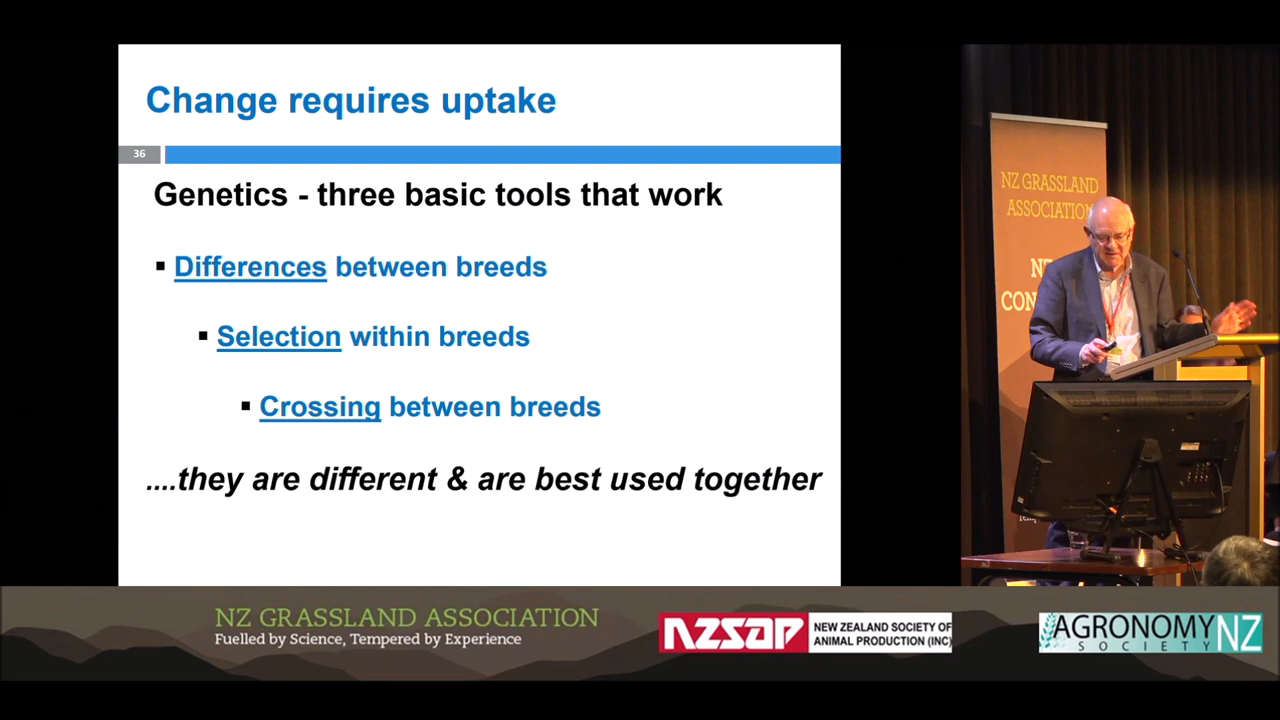 Change requires uptake
36
Genetics - three basic tools that work
▪ Differences between breeds
▪ Selection within breeds
▪ Crossing between breeds
....they are different & are best used together
NZ GRASSLAND
ASSOCIATION
CON
NZ GRASSLAND ASSOCIATION
Fuelled by Science, Tempered by Experience
NZSAP
NEW ZEALAND SOCIETY OF
ANIMAL PRODUCTION (INC)
AGRONOMY NZ
SOCIETY